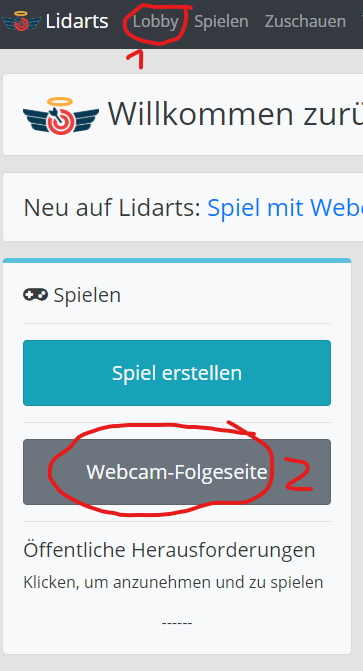 Lidarts Lobby Spielen Zuschauen
1
Willkommen zurü
Neu auf Lidarts: Spiel mit Webc
Spielen
Spiel erstellen
Webcam-Folgeseite 2
Öffentliche Herausforderungen
Klicken, um anzunehmen und zu spielen
------